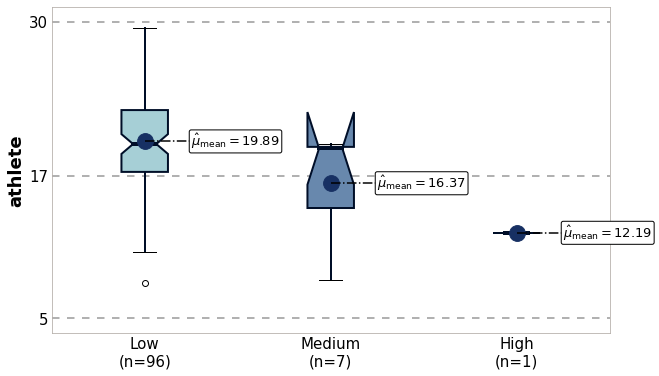 30
17
5
athlete
μ̂mean = 19.89
μ̂mean = 16.37
μ̂mean = 12.19
Low
(n=96)
Medium
(n=7)
High
(n=1)